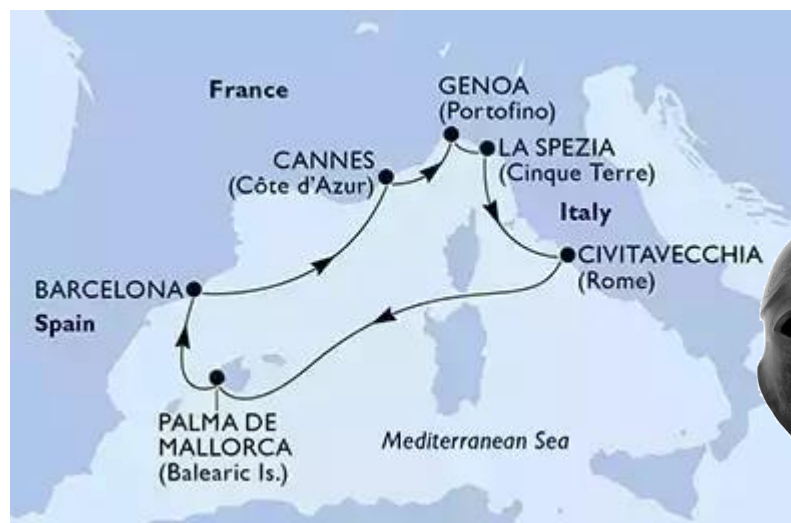 France
GENOA
(Portofino)
CANNES
(Côte d'Azur)
LA SPEZIA
(Cinque Terre)
Italy
CIVITAVECCHIA
(Rome)
BARCELONA
Spain
PALMA DE
MALLORCA
(Balearic Is.)
Mediterranean Sea